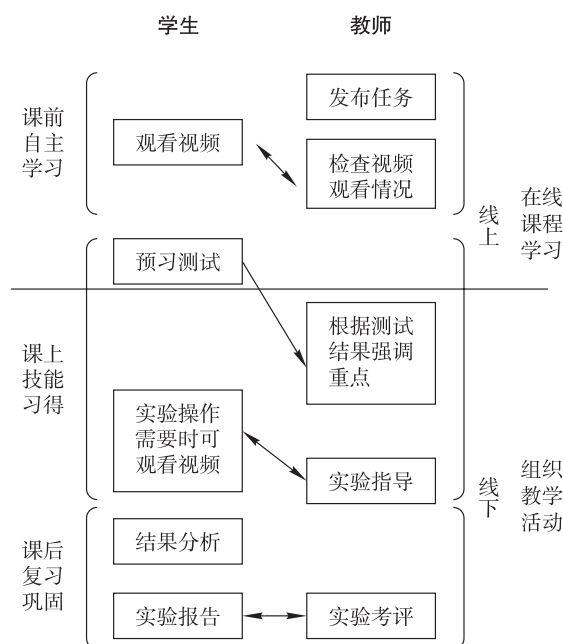 学生
教师
课前
自主
学习
观看视频
发布任务
检查视频
观看情况
线上
在线
课程
学习
预习测试
课上
技能
习得
根据测试
结果强调
重点
实验操作
需要时可
观看视频
实验指导
线下
组织
教学
活动
课后
复习
巩固
结果分析
实验报告
实验考评